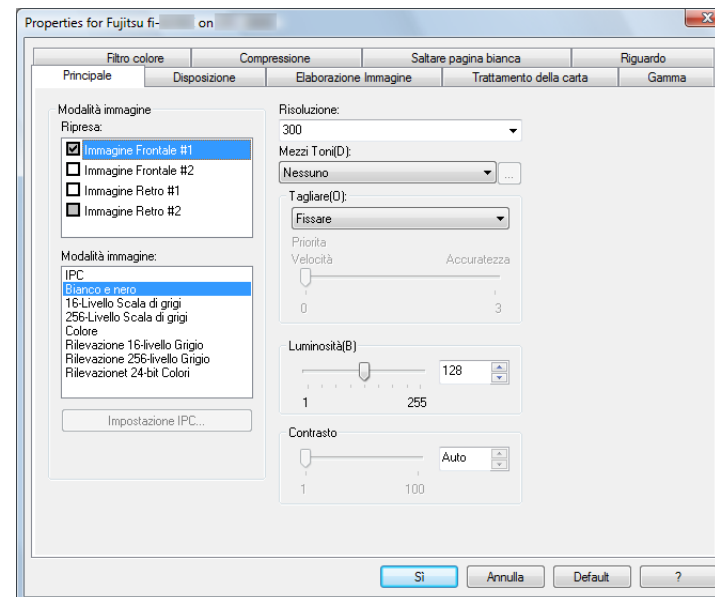 Properties for Fujitsu fi- on
Filtro colore Compressione Saltare pagina bianca Riguardo
Principale Disposizione Elaborazione Immagine Trattamento della carta Gamma
Modalità immagine
Ripresa:
Immagine Frontale #1
Immagine Frontale #2
Immagine Retro #1
Immagine Retro #2
Modalità immagine:
IPC
Bianco e nero
16-Livello Scala di grigi
256-Livello Scala di grigi
Colore
Rilevazione 16-livello Grigio
Rilevazione 256-livello Grigio
Rilevazionet 24-bit Colori
Impostazione IPC...
Risoluzione:
300
Mezzi Toni(D):
Nessuno ...
Tagliare(O):
Fissare
Priorita
Velocità Accuratezza
0 3
Luminosità(B)
128
1 255
Contrasto
Auto
1 100
Sì Annulla Default ?